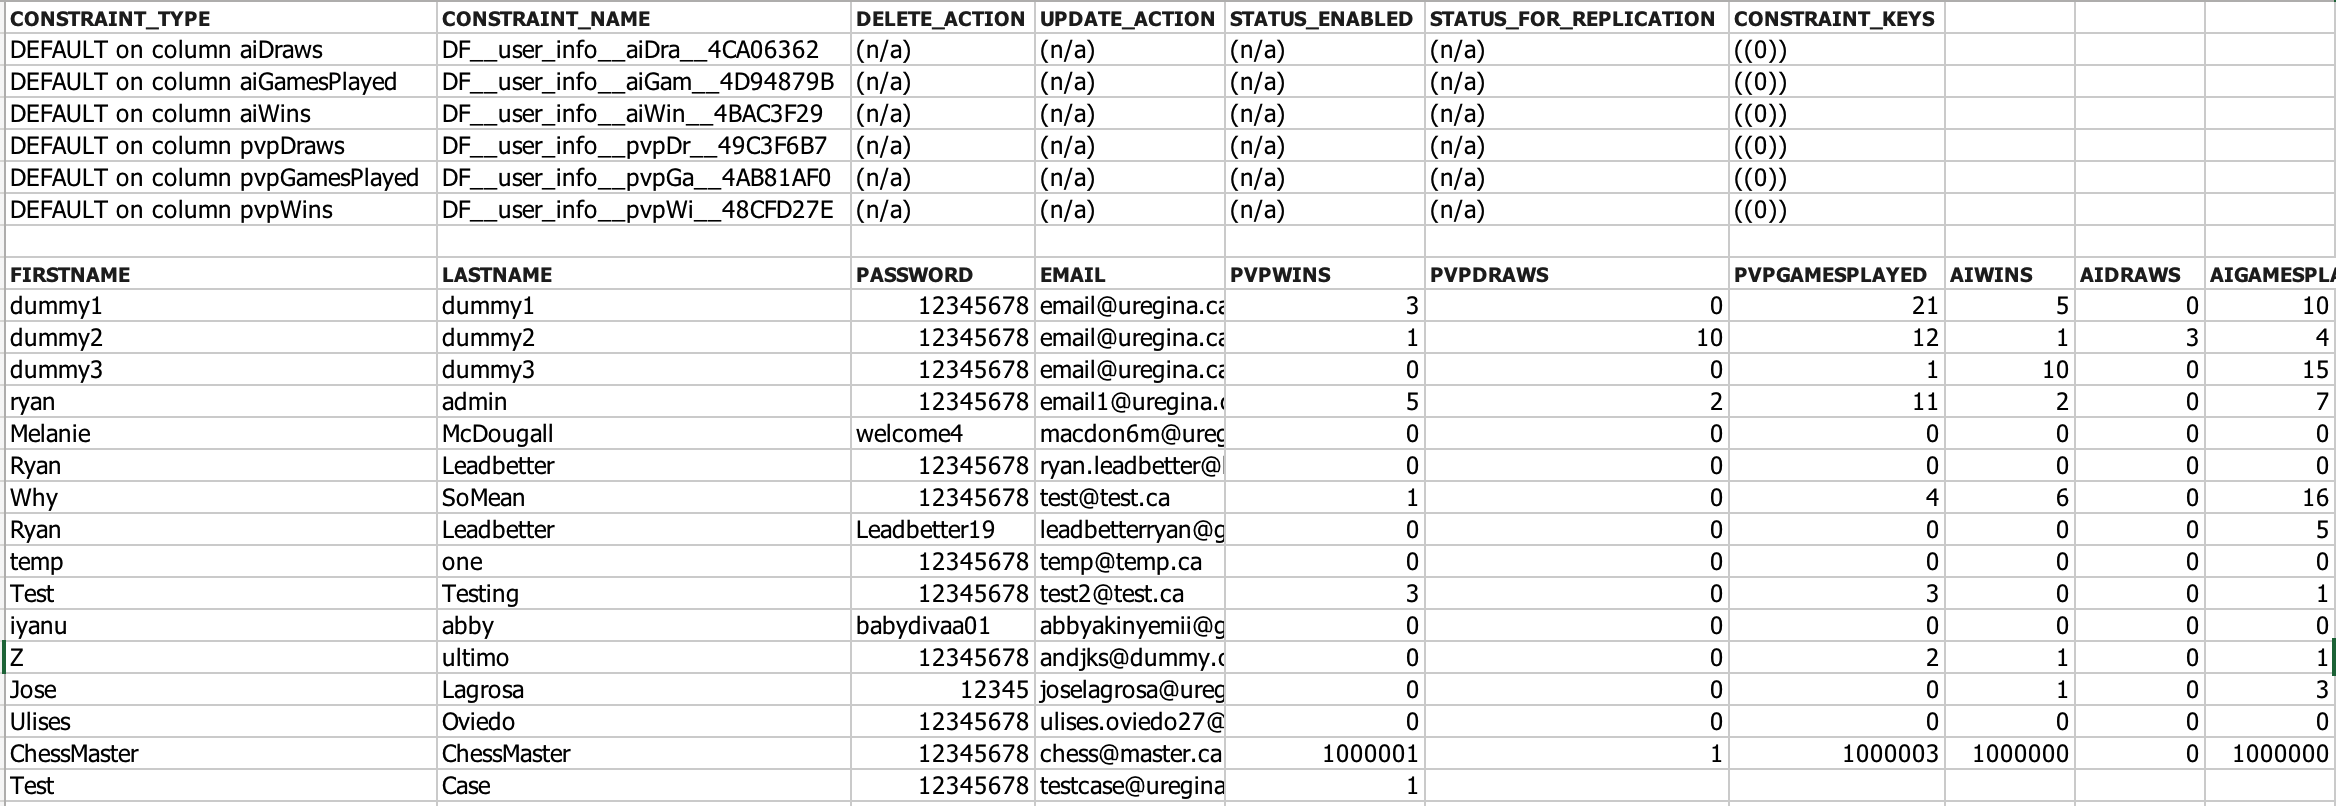 CONSTRAINT_TYPE CONSTRAINT_NAME DELETE_ACTION UPDATE_ACTION STATUS_ENABLED STATUS_FOR_REPLICATION CONSTRAINT_KEYS
DEFAULT on column aiDraws DF__user_info__aiDra__4CA06362 (n/a) (n/a) (n/a) (n/a) ((0))
DEFAULT on column aiGamesPlayed DF__user_info__aiGam__4D94879B (n/a) (n/a) (n/a) (n/a) ((0))
DEFAULT on column aiWins DF__user_info__aiWin__4BAC3F29 (n/a) (n/a) (n/a) (n/a) ((0))
DEFAULT on column pvpDraws DF__user_info__pvpDr__49C3F6B7 (n/a) (n/a) (n/a) (n/a) ((0))
DEFAULT on column pvpGamesPlayed DF__user_info__pvpGa__4AB81AF0 (n/a) (n/a) (n/a) (n/a) ((0))
DEFAULT on column pvpWins DF__user_info__pvpWi__48CFD27E (n/a) (n/a) (n/a) (n/a) ((0))
FIRSTNAME LASTNAME PASSWORD EMAIL PVPWINS PVPDRAWS PVPGAMESPLAYED AIWINS AIDRAWS AIGAMESPLA
dummy1 dummy1 12345678 email@uregina.ca 3 0 21 5 0 10
dummy2 dummy2 12345678 email@uregina.ca 1 10 12 1 3 4
dummy3 dummy3 12345678 email@uregina.ca 0 0 1 10 0 15
ryan admin 12345678 email1@uregina.c 5 2 11 2 0 7
Melanie McDougall welcome4 macdon6m@ureg 0 0 0 0 0 0
Ryan Leadbetter 12345678 ryan.leadbetter@ 0 0 0 0 0 0
Why SoMean 12345678 test@test.ca 1 0 4 6 0 16
Ryan Leadbetter Leadbetter19 leadbetterryan@g 0 0 0 0 0 5
temp one 12345678 temp@temp.ca 0 0 0 0 0 0
Test Testing 12345678 test2@test.ca 3 0 3 0 0 1
iyanu abby babydivaa01 abbyakinyemii@g 0 0 0 0 0 0
Z ultimo 12345678 andjks@dummy.c 0 0 2 1 0 1
Jose Lagrosa 12345 joselagrosa@ureg 0 0 0 1 0 3
Ulises Oviedo 12345678 ulises.oviedo27@ 0 0 0 0 0 0
ChessMaster ChessMaster 12345678 chess@master.ca 1000001 1 1000003 1000000 0 1000000
Test Case 12345678 testcase@uregina 1